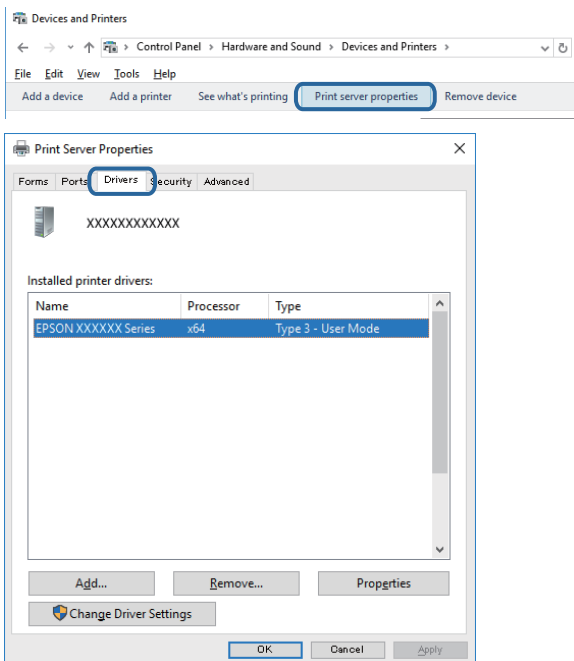 Devices and Printers
Control Panel > Hardware and Sound > Devices and Printers >
File Edit View Tools Help
Add a device Add a printer See what's printing Print server properties Remove device
Print Server Properties
Forms Ports Drivers Security Advanced
XXXXXXXXXXXX
Installed printer drivers:
Name Processor Type
EPSON XXXXXX Series x64 Type 3 - User Mode
Add... Remove... Properties
Change Driver Settings
OK Cancel Apply